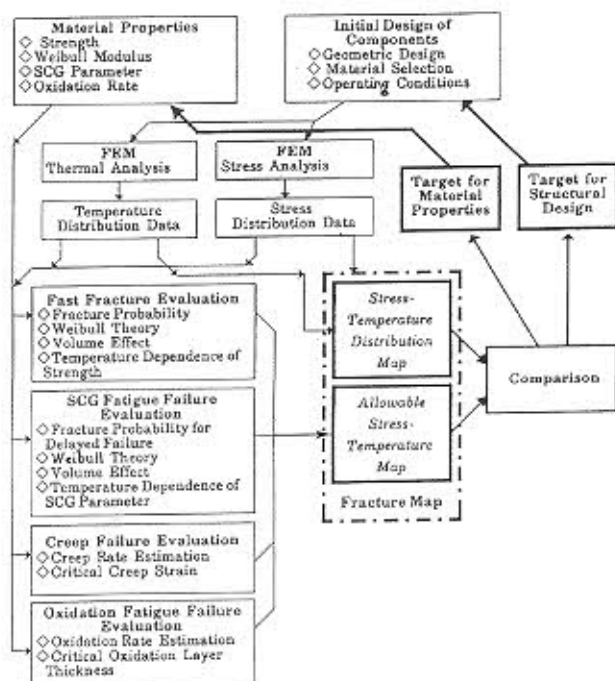 Material Properties
◇ Strength
◇ Weibull Modulus
◇ SCG Parameter
◇ Oxidation Rate
Initial Design of
Components
◇ Geometric Design
◇ Material Selection
◇ Operating Conditions
FEM
Thermal Analysis
FEM
Stress Analysis
Target for
Material
Properties
Target for
Structural
Design
Temperature
Distribution Data
Stress
Distribution Data
Fast Fracture Evaluation
◇ Fracture Probability
◇ Weibull Theory
◇ Volume Effect
◇ Temperature Dependence of
Strength
SCG Fatigue Failure
Evaluation
◇ Fracture Probability for
Delayed Failure
◇ Weibull Theory
◇ Volume Effect
◇ Temperature Dependence of
SCG Parameter
Creep Failure Evaluation
◇ Creep Rate Estimation
◇ Critical Creep Strain
Oxidation Fatigue Failure
Evaluation
◇ Oxidation Rate Estimation
◇ Critical Oxidation Layer
Thickness
Stress-
Temperature
Distribution
Map
Allowable
Stress-
Temperature
Map
Fracture Map
Comparison